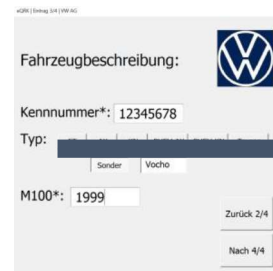 eQRM | Eintrag 3/4 | VW AG
Fahrzeugbeschreibung:
Kennnummer*: 12345678
Typ:
Sonder Vocho
M100*: 1999
Zurück 2/4
Nach 4/4